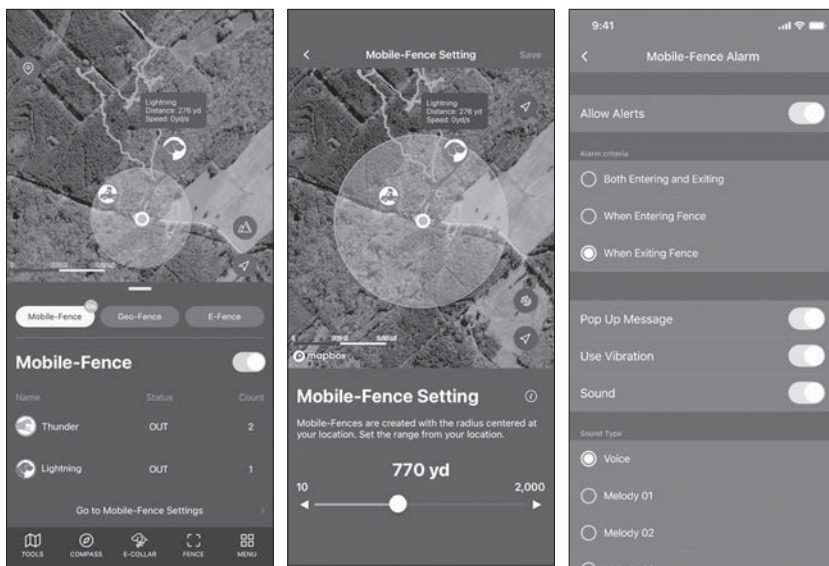 Lightning
Distance: 276 yd
Speed: 0yd/s
Mobile-Fence
On
Geo-Fence
E-Fence
Mobile-Fence
Name Status Count
Thunder OUT 2
Lightning OUT 1
Go to Mobile-Fence Settings
TOOLS COMPASS E-COLLAR FENCE MENU
Mobile-Fence Setting Save
Lightning
Distance: 276 yd
Speed: 0yd/s
mapbox
Mobile-Fence Setting
Mobile-Fences are created with the radius centered at
your location. Set the range from your location.
770 yd
10 2,000
9:41
Mobile-Fence Alarm
Allow Alerts
Alarm criteria
Both Entering and Exiting
When Entering Fence
When Exiting Fence
Pop Up Message
Use Vibration
Sound
Sound Type
Voice
Melody 01
Melody 02